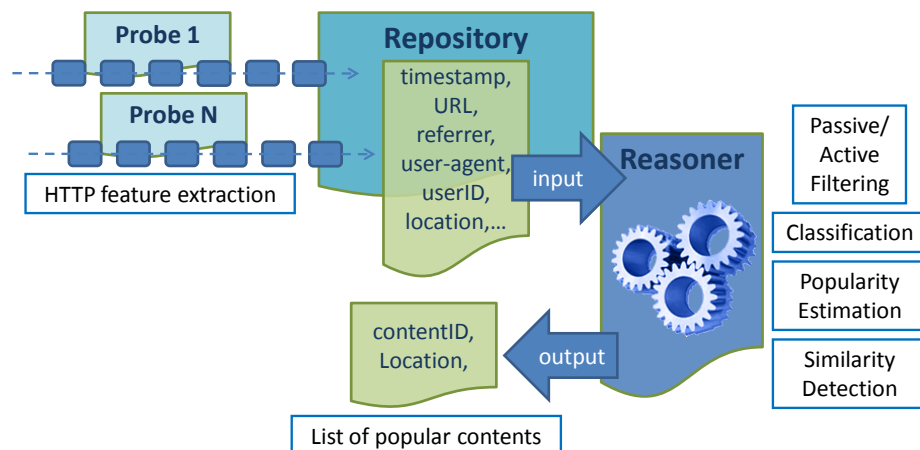 Probe 1
Probe N
HTTP feature extraction
Repository
timestamp,
URL,
referrer,
user-agent,
userID,
location,...
input
Reasoner
Passive/
Active
Filtering
Classification
Popularity
Estimation
Similarity
Detection
output
contentID,
Location,
List of popular contents